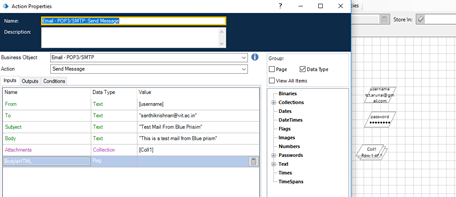 Action Properties
Name: Email - POP3/SMTP::Send Message
Description:
Business Object Email - POP3/SMTP
Action Send Message
Inputs Outputs Conditions
Name Data Type Value
From Text [username]
To Text "santhikrishnan@vit.ac.in"
Subject Text "Test Mail From Blue Prisim"
Body Text "This is a test mail from Blue prisim"
Attachments Collection [Coll1]
BodyIsHTML Flag
Group:
Page Data Type
View All Items
Binaries
Collections
Dates
DateTimes
Flags
Images
Numbers
Passwords
Text
Times
TimeSpans
Store In:
username
ail.com
password
••••••••
Coll1
Row 1 of 1